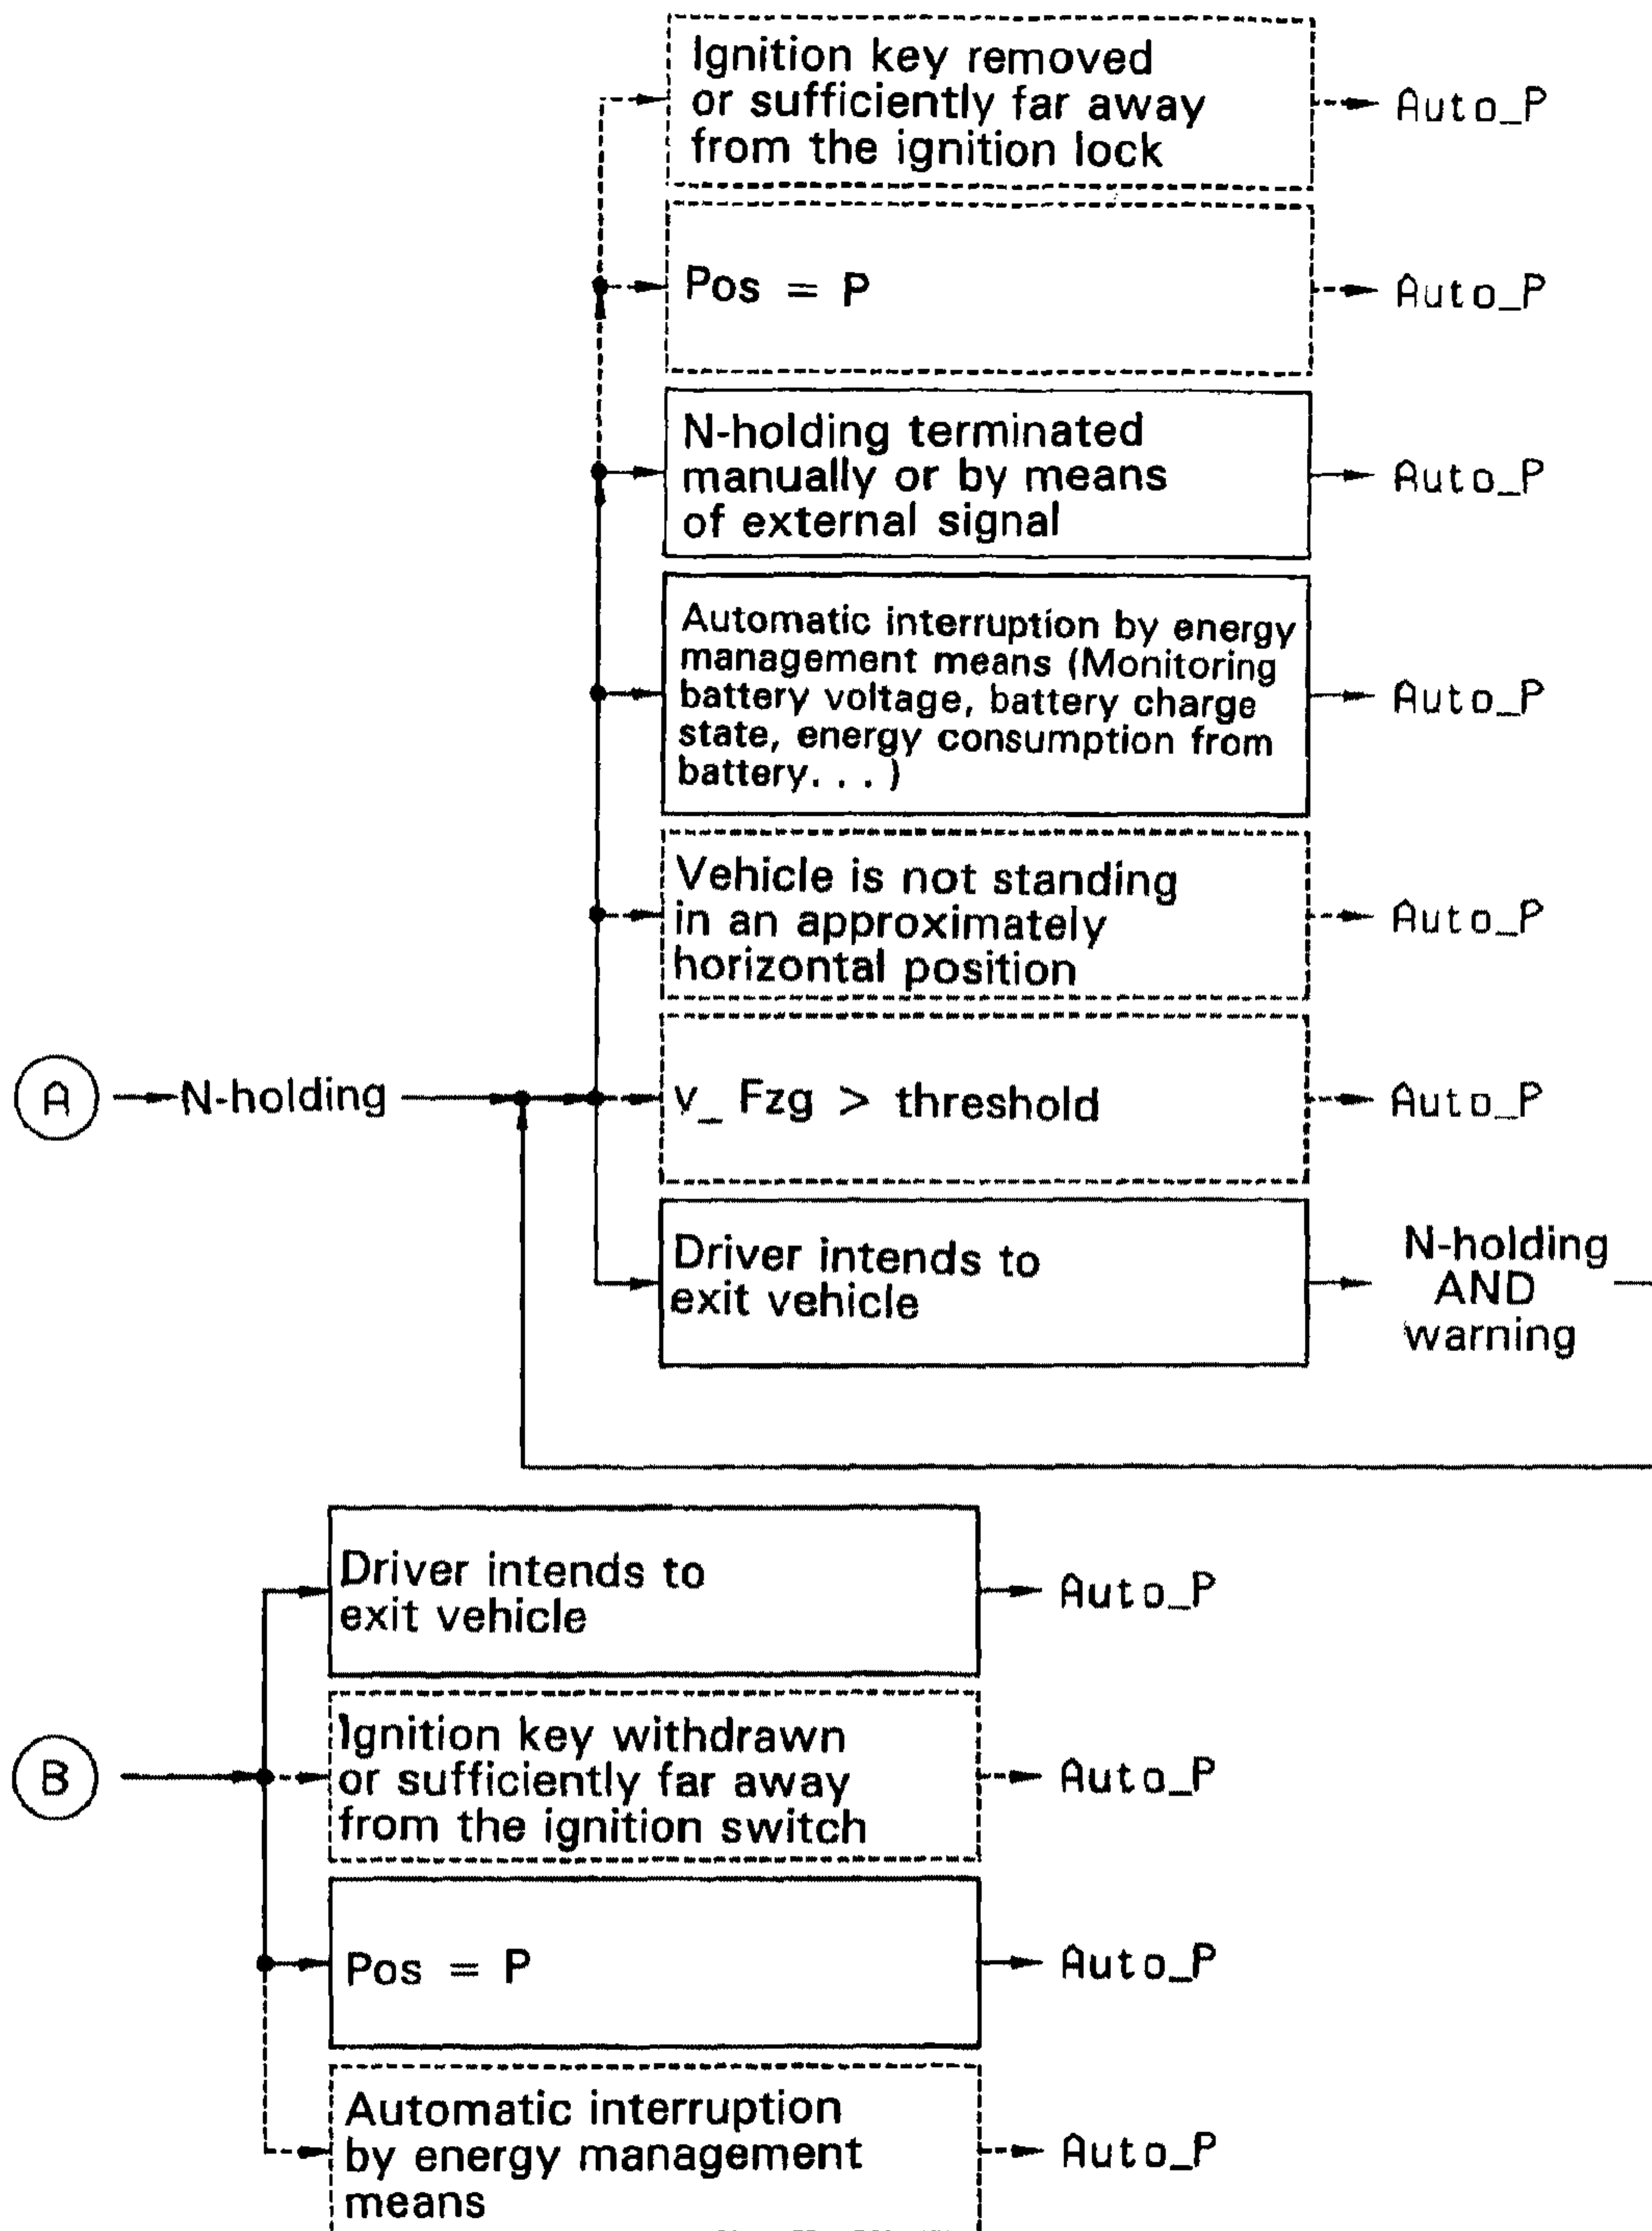 Ignition key removed
or sufficiently far away
from the ignition lock
Auto_P
Pos = P
Auto_P
N-holding terminated
manually or by means
of external signal
Auto_P
Automatic interruption by energy
management means (Monitoring
battery voltage, battery charge
state, energy consumption from
battery. . . )
Auto_P
Vehicle is not standing
in an approximately
horizontal position
Auto_P
A
N-holding
v_ Fzg > threshold
Auto_P
Driver intends to
exit vehicle
N-holding
AND
warning
Driver intends to
exit vehicle
Auto_P
B
Ignition key withdrawn
or sufficiently far away
from the ignition switch
Auto_P
Pos = P
Auto_P
Automatic interruption
by energy management
means
Auto_P